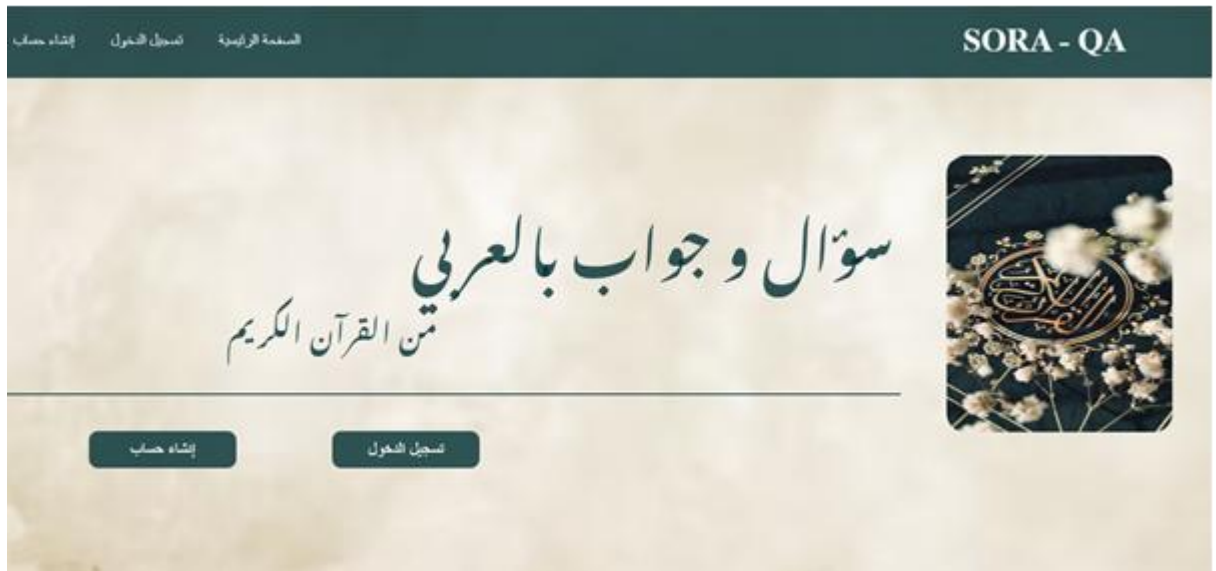 SORA - QA
الصفحة الرئيسية
تسجيل الدخول
إنشاء حساب
سؤال و جواب بالعربي
من القرآن الكريم
تسجيل الدخول
إنشاء حساب